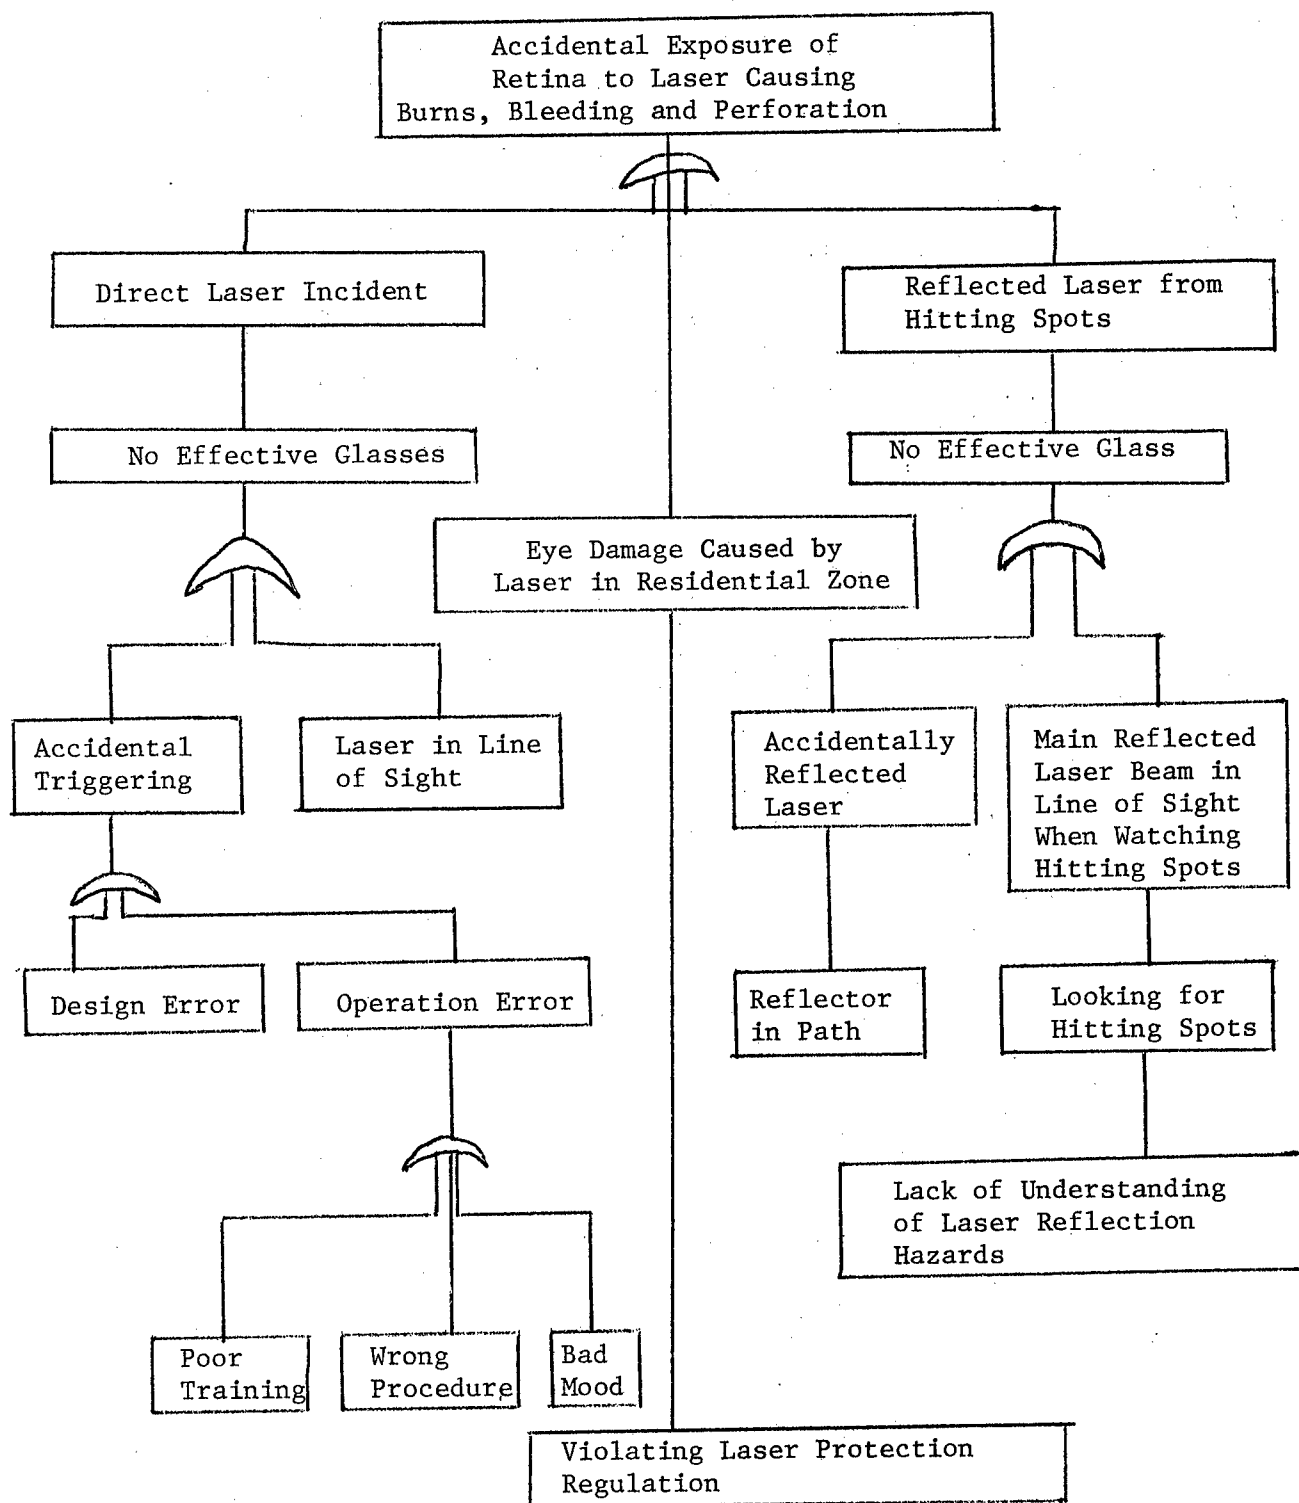 Accidental Exposure of
Retina to Laser Causing
Burns, Bleeding and Perforation
Direct Laser Incident
Reflected Laser from
Hitting Spots
No Effective Glasses
No Effective Glass
Eye Damage Caused by
Laser in Residential Zone
Accidental
Triggering
Laser in Line
of Sight
Accidentally
Reflected
Laser
Main Reflected
Laser Beam in
Line of Sight
When Watching
Hitting Spots
Design Error
Operation Error
Reflector
in Path
Looking for
Hitting Spots
Lack of Understanding
of Laser Reflection
Hazards
Poor
Training
Wrong
Procedure
Bad
Mood
Violating Laser Protection
Regulation